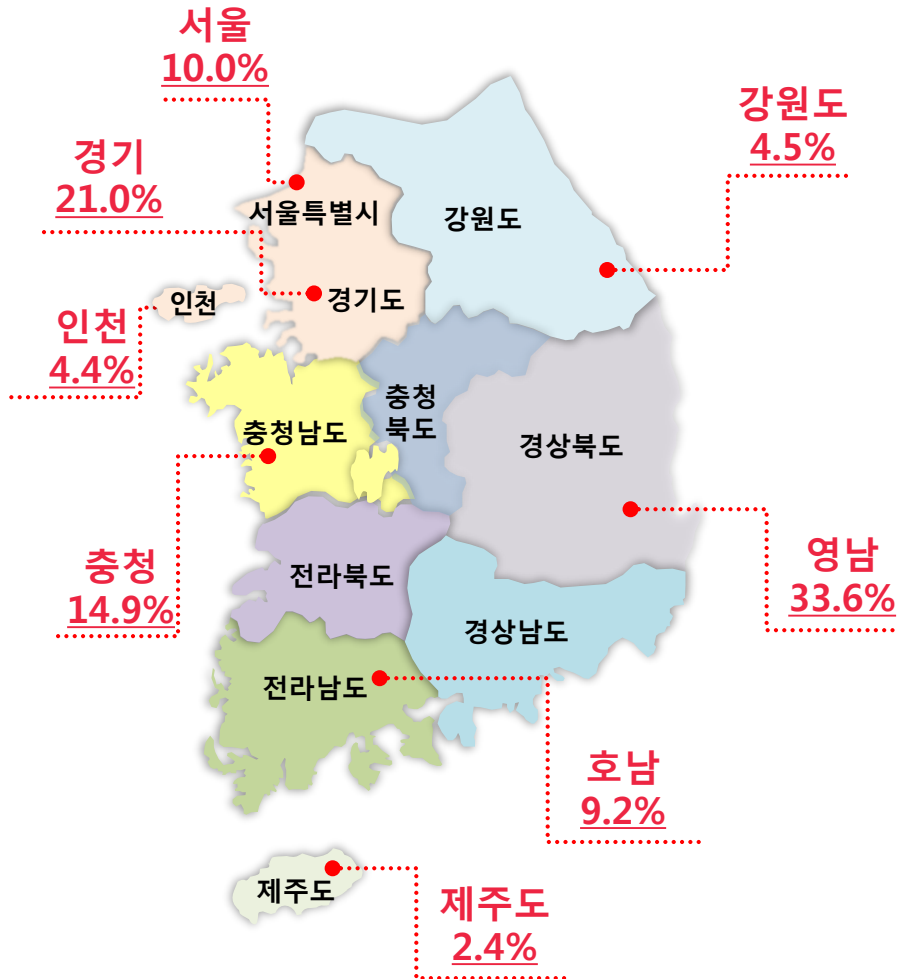 서울
10.0%
강원도
4.5%
경기
21.0%
서울특별시
강원도
인천
경기도
인천
4.4%
충청
북도
충청남도
경상북도
충청
14.9%
전라북도
영남
33.6%
경상남도
전라남도
호남
9.2%
제주도
제주도
2.4%